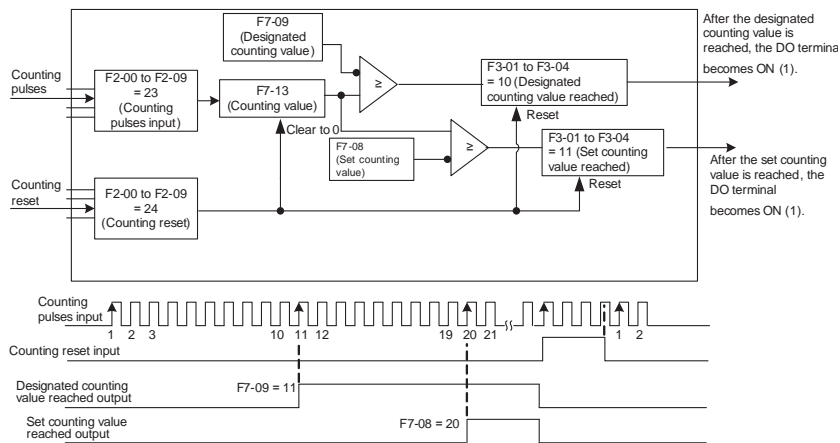 F7-09
(Designated
counting value)
After the designated
counting value is
reached, the DO terminal
becomes ON (1).
Counting
pulses
F2-00 to F2-09
= 23
(Counting
pulses input)
F7-13
(Counting value)
≥
F3-01 to F3-04
= 10 (Designated
counting value reached)
Reset
Clear to 0
F7-08
(Set counting
value)
≥
F3-01 to F3-04
= 11 (Set counting
value reached)
Reset
After the set counting
value is reached, the
DO terminal
becomes ON (1).
Counting
reset
F2-00 to F2-09
= 24
(Counting reset)
Counting
pulses input
1 2 3 10 11 12 19 20 21 1 2
Counting reset input
Designated counting
value reached output
F7-09 = 11
Set counting value
reached output
F7-08 = 20